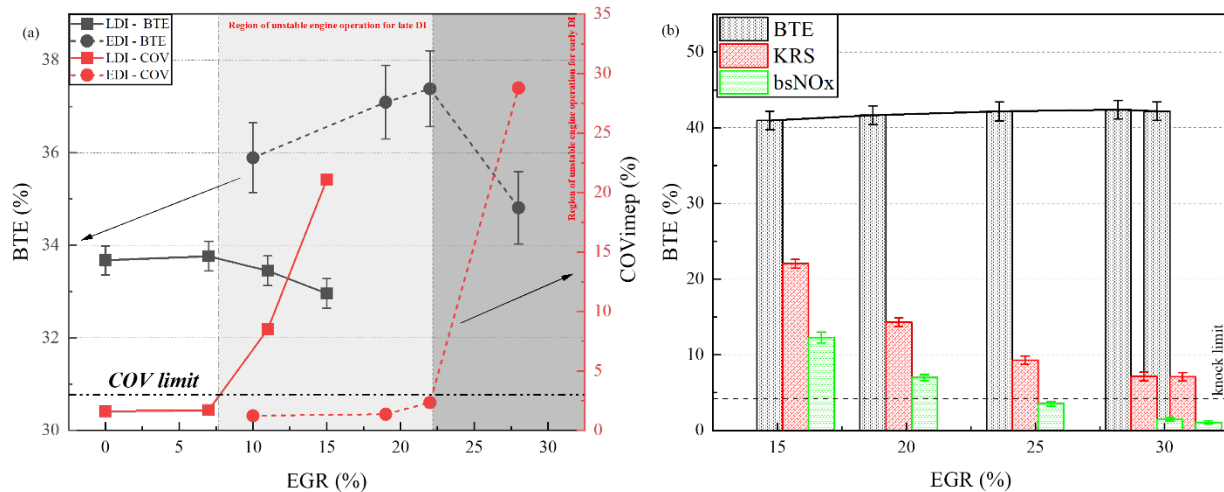 (a)
LDI - BTE
EDI - BTE
LDI - COV
EDI - COV
Region of unstable engine operation for late DI
Region of unstable engine operation for early DI
COV limit
BTE (%)
38
36
34
32
30
COVimep (%)
35
30
25
20
15
10
5
0
0
5
10
15
20
25
30
EGR (%)
(b)
BTE
KRS
bsNOx
knock limit
BTE (%)
50
40
30
20
10
0
15
20
25
30
EGR (%)